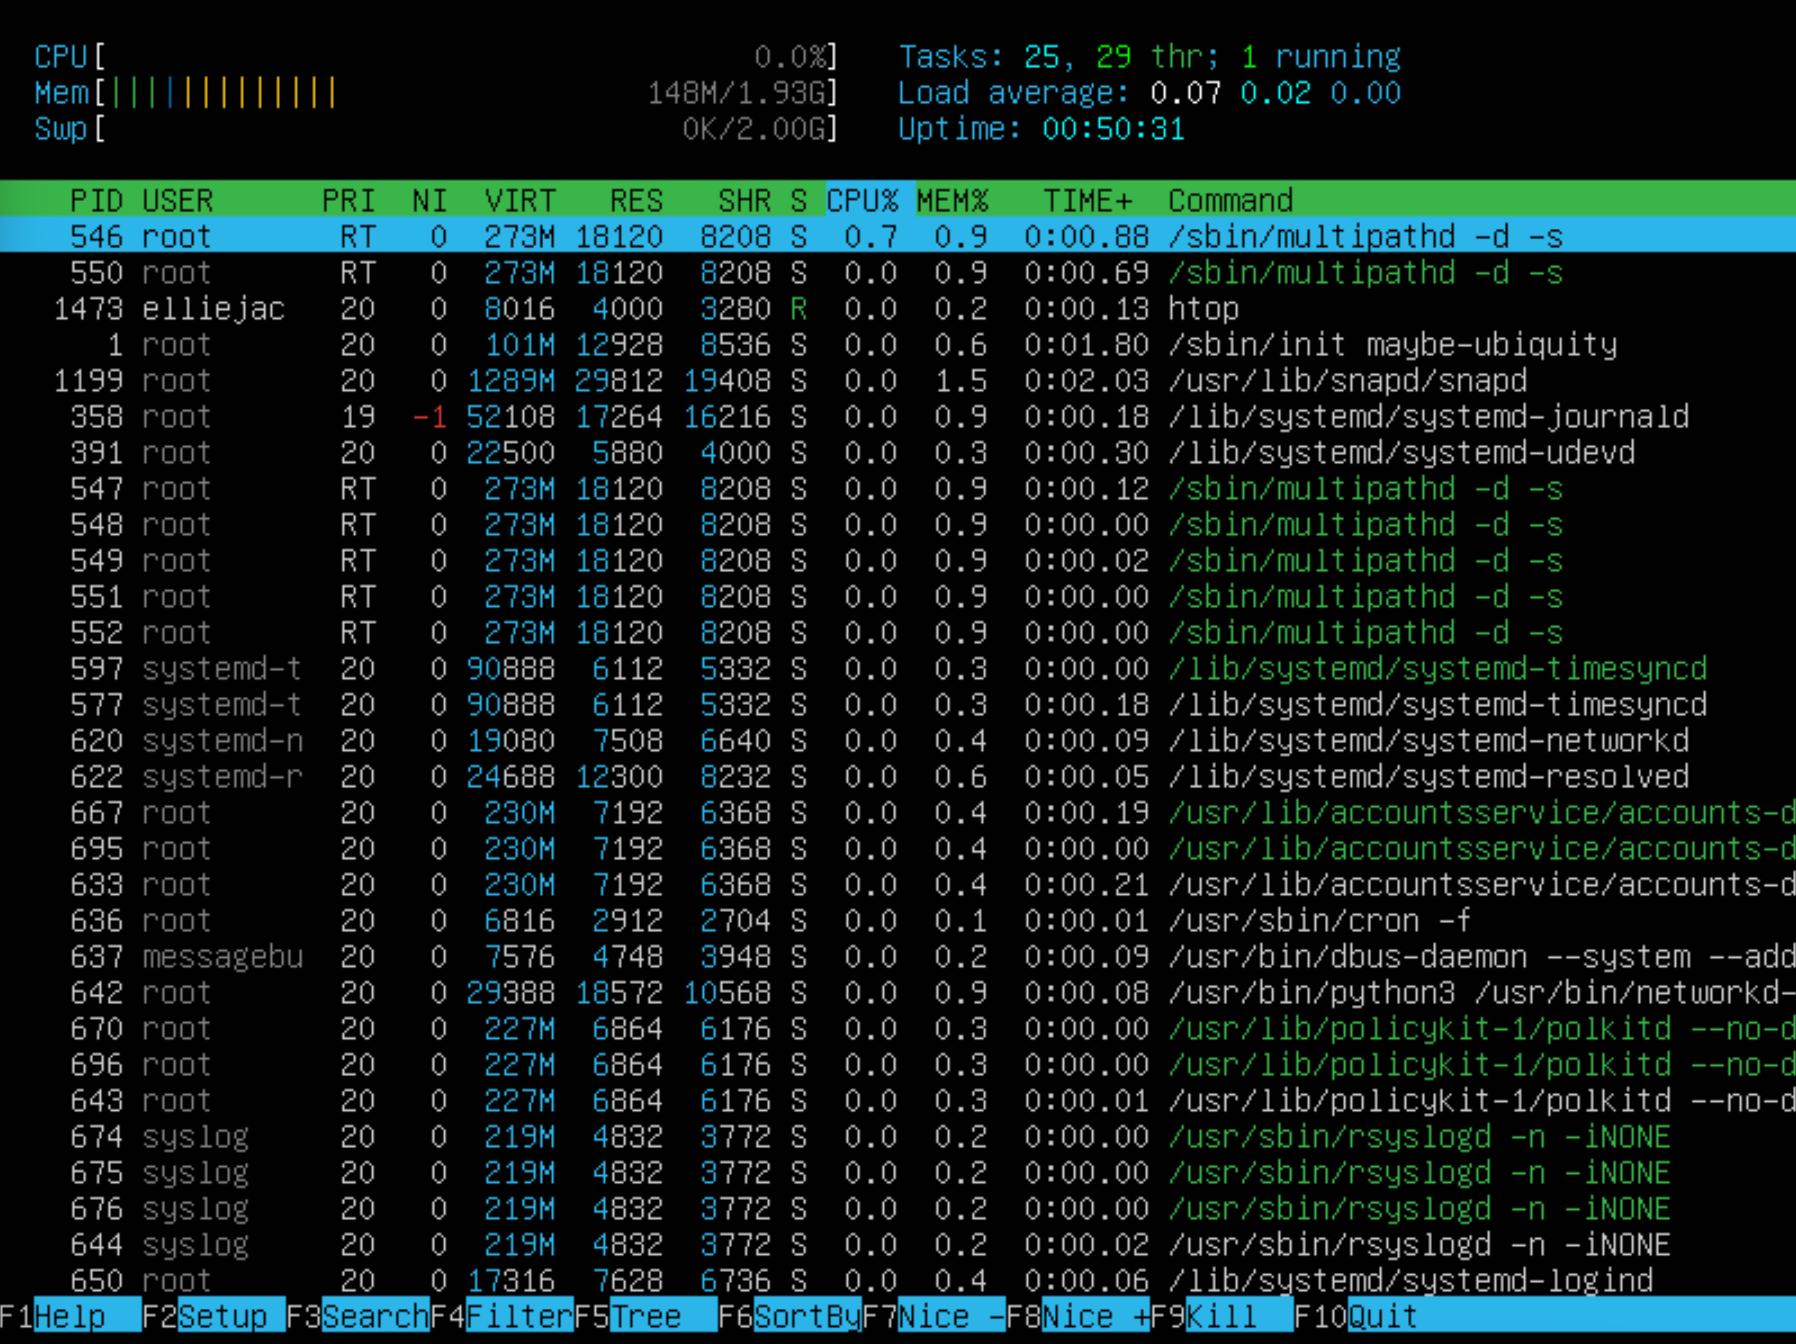 CPU[ 0.0%] Tasks: 25, 29 thr; 1 running
Mem[|||||||||||||| 148M/1.93G] Load average: 0.07 0.02 0.00
Swp[ 0K/2.00G] Uptime: 00:50:31
PID USER PRI NI VIRT RES SHR S CPU% MEM% TIME+ Command
546 root RT 0 273M 18120 8208 S 0.7 0.9 0:00.88 /sbin/multipathd -d -s
550 root RT 0 273M 18120 8208 S 0.0 0.9 0:00.69 /sbin/multipathd -d -s
1473 elliejac 20 0 8016 4000 3280 R 0.0 0.2 0:00.13 htop
1 root 20 0 101M 12928 8536 S 0.0 0.6 0:01.80 /sbin/init maybe-ubiquity
1199 root 20 0 1289M 29812 19408 S 0.0 1.5 0:02.03 /usr/lib/snapd/snapd
358 root 19 -1 52108 17264 16216 S 0.0 0.9 0:00.18 /lib/systemd/systemd-journald
391 root 20 0 22500 5880 4000 S 0.0 0.3 0:00.30 /lib/systemd/systemd-udevd
547 root RT 0 273M 18120 8208 S 0.0 0.9 0:00.12 /sbin/multipathd -d -s
548 root RT 0 273M 18120 8208 S 0.0 0.9 0:00.00 /sbin/multipathd -d -s
549 root RT 0 273M 18120 8208 S 0.0 0.9 0:00.02 /sbin/multipathd -d -s
551 root RT 0 273M 18120 8208 S 0.0 0.9 0:00.00 /sbin/multipathd -d -s
552 root RT 0 273M 18120 8208 S 0.0 0.9 0:00.00 /sbin/multipathd -d -s
597 systemd-t 20 0 90888 6112 5332 S 0.0 0.3 0:00.00 /lib/systemd/systemd-timesyncd
577 systemd-t 20 0 90888 6112 5332 S 0.0 0.3 0:00.18 /lib/systemd/systemd-timesyncd
620 systemd-n 20 0 19080 7508 6640 S 0.0 0.4 0:00.09 /lib/systemd/systemd-networkd
622 systemd-r 20 0 24688 12300 8232 S 0.0 0.6 0:00.05 /lib/systemd/systemd-resolved
667 root 20 0 230M 7192 6368 S 0.0 0.4 0:00.19 /usr/lib/accountsservice/accounts-d
695 root 20 0 230M 7192 6368 S 0.0 0.4 0:00.00 /usr/lib/accountsservice/accounts-d
633 root 20 0 230M 7192 6368 S 0.0 0.4 0:00.21 /usr/lib/accountsservice/accounts-d
636 root 20 0 6816 2912 2704 S 0.0 0.1 0:00.01 /usr/sbin/cron -f
637 messagebu 20 0 7576 4748 3948 S 0.0 0.2 0:00.09 /usr/bin/dbus-daemon --system --add
642 root 20 0 29388 18572 10568 S 0.0 0.9 0:00.08 /usr/bin/python3 /usr/bin/networkd-
670 root 20 0 227M 6864 6176 S 0.0 0.3 0:00.00 /usr/lib/policykit-1/polkitd --no-d
696 root 20 0 227M 6864 6176 S 0.0 0.3 0:00.00 /usr/lib/policykit-1/polkitd --no-d
643 root 20 0 227M 6864 6176 S 0.0 0.3 0:00.01 /usr/lib/policykit-1/polkitd --no-d
674 syslog 20 0 219M 4832 3772 S 0.0 0.2 0:00.00 /usr/sbin/rsyslogd -n -iNONE
675 syslog 20 0 219M 4832 3772 S 0.0 0.2 0:00.00 /usr/sbin/rsyslogd -n -iNONE
676 syslog 20 0 219M 4832 3772 S 0.0 0.2 0:00.00 /usr/sbin/rsyslogd -n -iNONE
644 syslog 20 0 219M 4832 3772 S 0.0 0.2 0:00.02 /usr/sbin/rsyslogd -n -iNONE
650 root 20 0 17316 7628 6736 S 0.0 0.4 0:00.06 /lib/systemd/systemd-logind
F1Help F2Setup F3SearchF4FilterF5Tree F6SortByF7Nice -F8Nice +F9Kill F10Quit